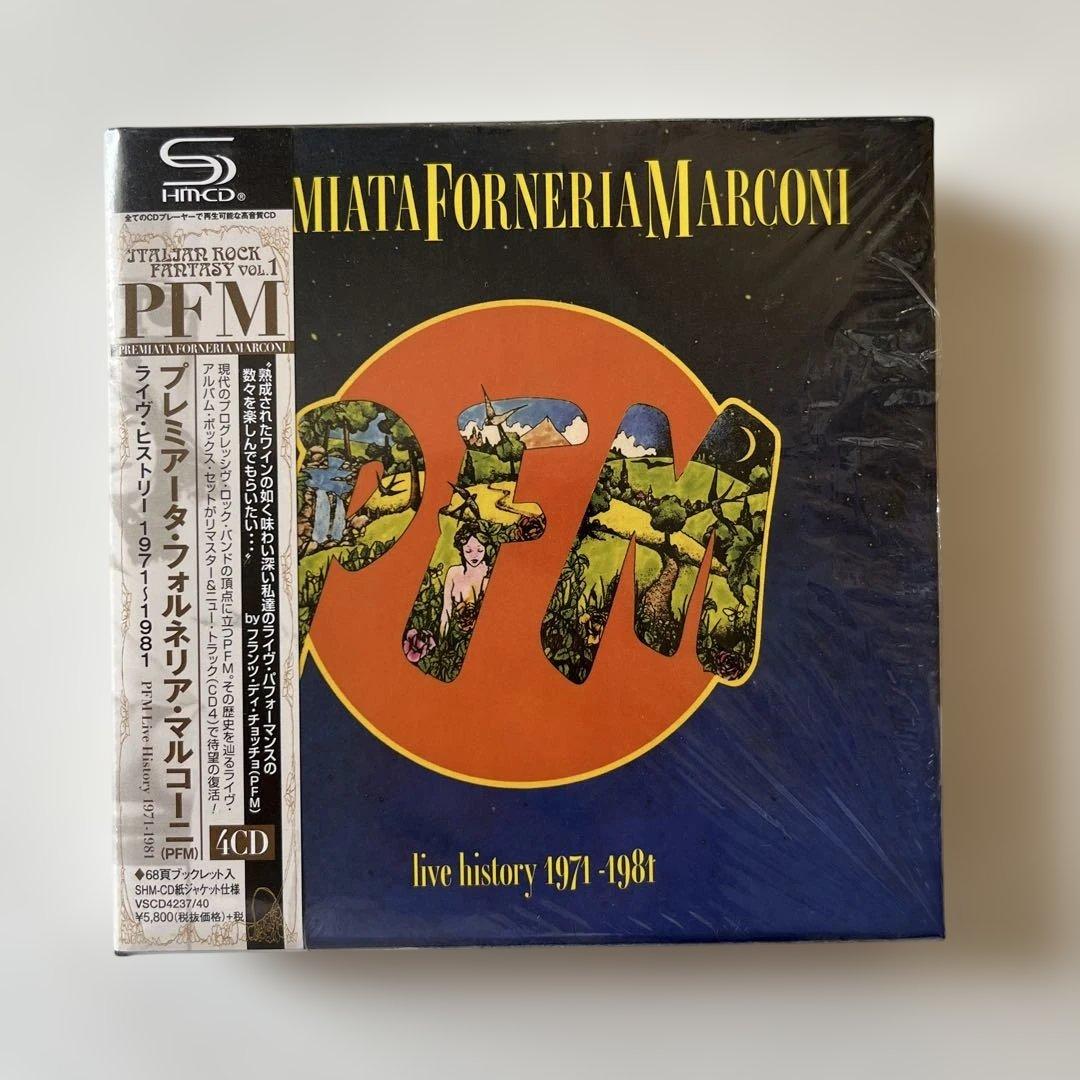 HM-CD®
全てのCDプレーヤーで再生可能な高音質CD
ITALIAN ROCK
FANTASY VOL.1
PFM
PREMIATA FORNERIA MARCONI
"熟成されたワインの如く味わい深い私達のライヴ・パフォーマンスの
数々を楽しんでもらいたい・・・"
by フランツ・ディ・チョッチョ(PFM)
現代のプログレッシヴ・ロック・バンドの頂点に立つPFM。その歴史を辿るライヴ・
アルバム・ボックス・セットがリマスター&ニュー・トラック(CD4)で待望の復活!
プレミアータ・フォルネリア・マルコーニ(PFM)
ライヴ・ヒストリー 1971~1981 PFM Live History 1971-1981
4CD
◆68頁ブックレット入
SHM-CD紙ジャケット仕様
VSCD4237/40
¥5,800(税抜価格)+税
MIATA FORNERIA MARCONI
PFM
live history 1971-1981